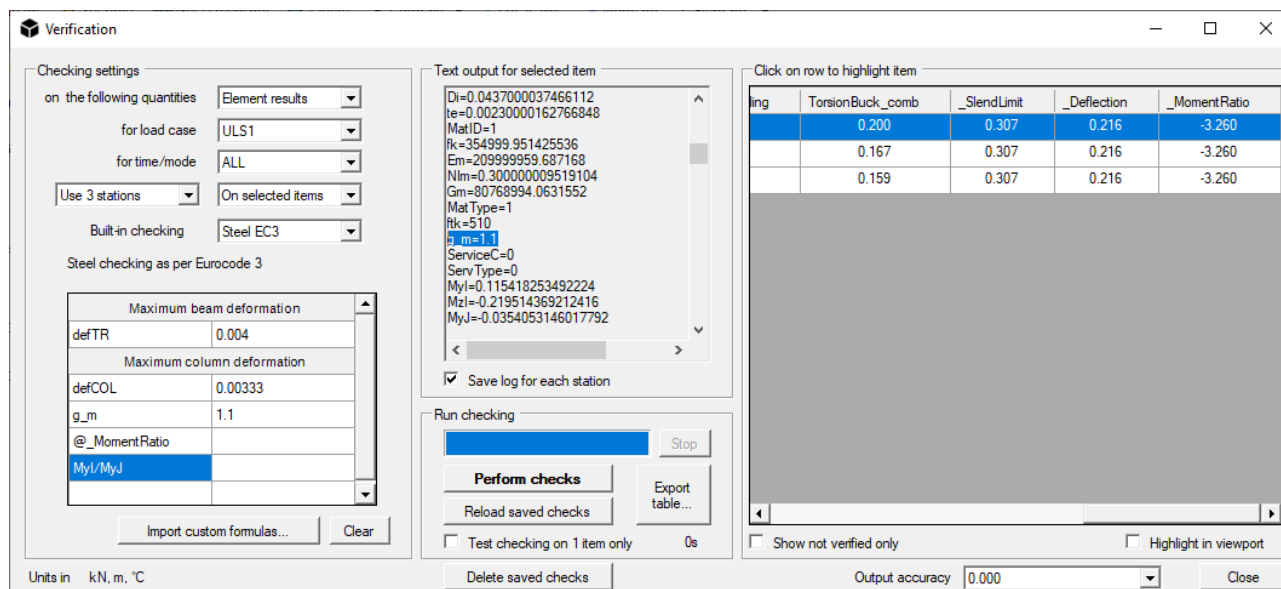 Verification
Checking settings
on the following quantities Element results
for load case ULS1
for time/mode ALL
Use 3 stations On selected items
Built-in checking Steel EC3
Steel checking as per Eurocode 3
Maximum beam deformation
defTR 0.004
Maximum column deformation
defCOL 0.00333
g_m 1.1
@_MomentRatio
MyI/MyJ
Import custom formulas... Clear
Units in kN, m, °C
Text output for selected item
Di=0.0437000037466112
te=0.00230000162766848
MatID=1
fk=354999.951425536
Em=209999959.687168
NIm=0.300000009519104
Gm=80768994.0631552
MatType=1
ftk=510
g_m=1.1
ServiceC=0
ServType=0
MyI=0.115418253492224
MzI=-0.219514369212416
MyJ=-0.0354053146017792
Save log for each station
Run checking
Stop
Perform checks
Reload saved checks
Export table...
Test checking on 1 item only 0s
Delete saved checks
Click on row to highlight item
ling TorsionBuck_comb _SlendLimit _Deflection _MomentRatio
0.200 0.307 0.216 -3.260
0.167 0.307 0.216 -3.260
0.159 0.307 0.216 -3.260
Show not verified only Highlight in viewport
Output accuracy 0.000 Close